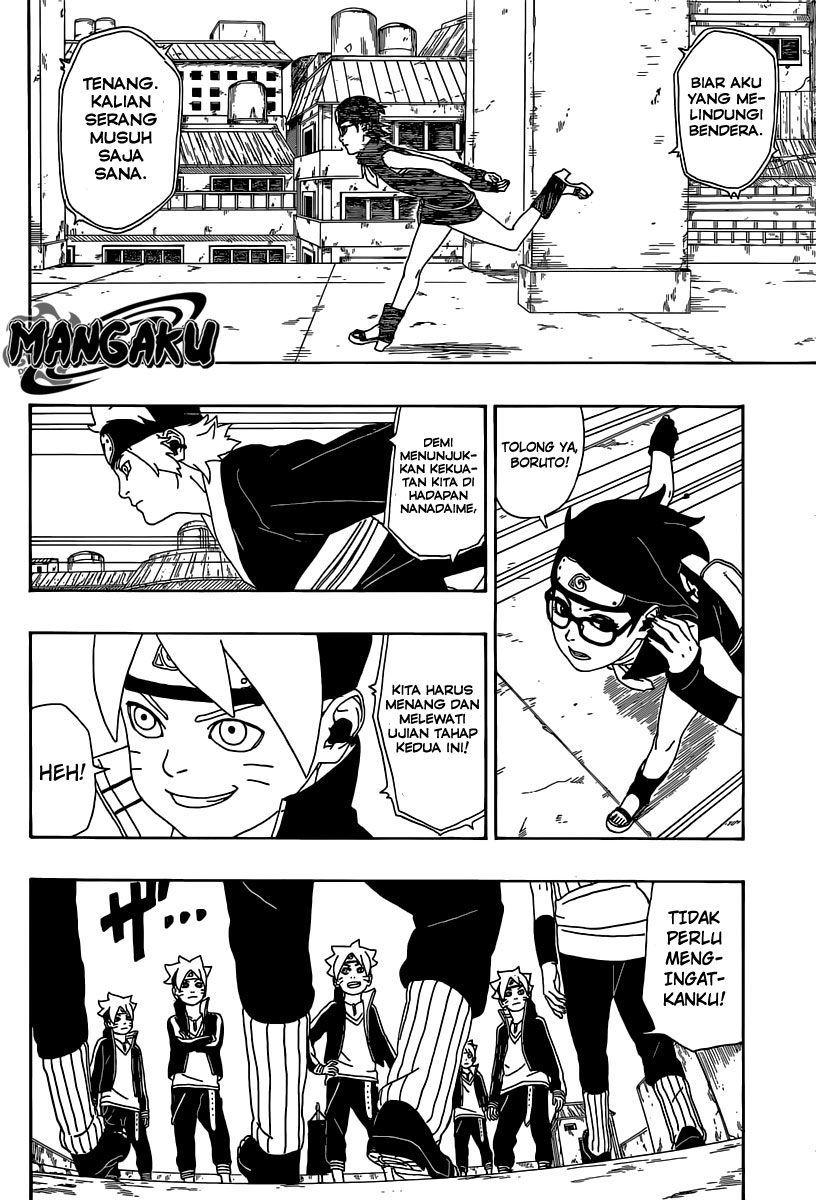 BIAR AKU
YANG ME-
LINDUNGI
BENDERA.
TENANG.
KALIAN
SERANG
MUSUH
SAJA
SANA.
MANGAKU
TOLONG YA,
BORUTO!
DEMI
MENUNJUK-
KAN KEKUA-
TAN KITA DI
HADAPAN
NANADAIME,
KITA HARUS
MENANG DAN
MELEWATI
UJIAN TAHAP
KEDUA INI!
HEH!
TIDAK
PERLU
MENG-
INGAT-
KANKU!
ザ…